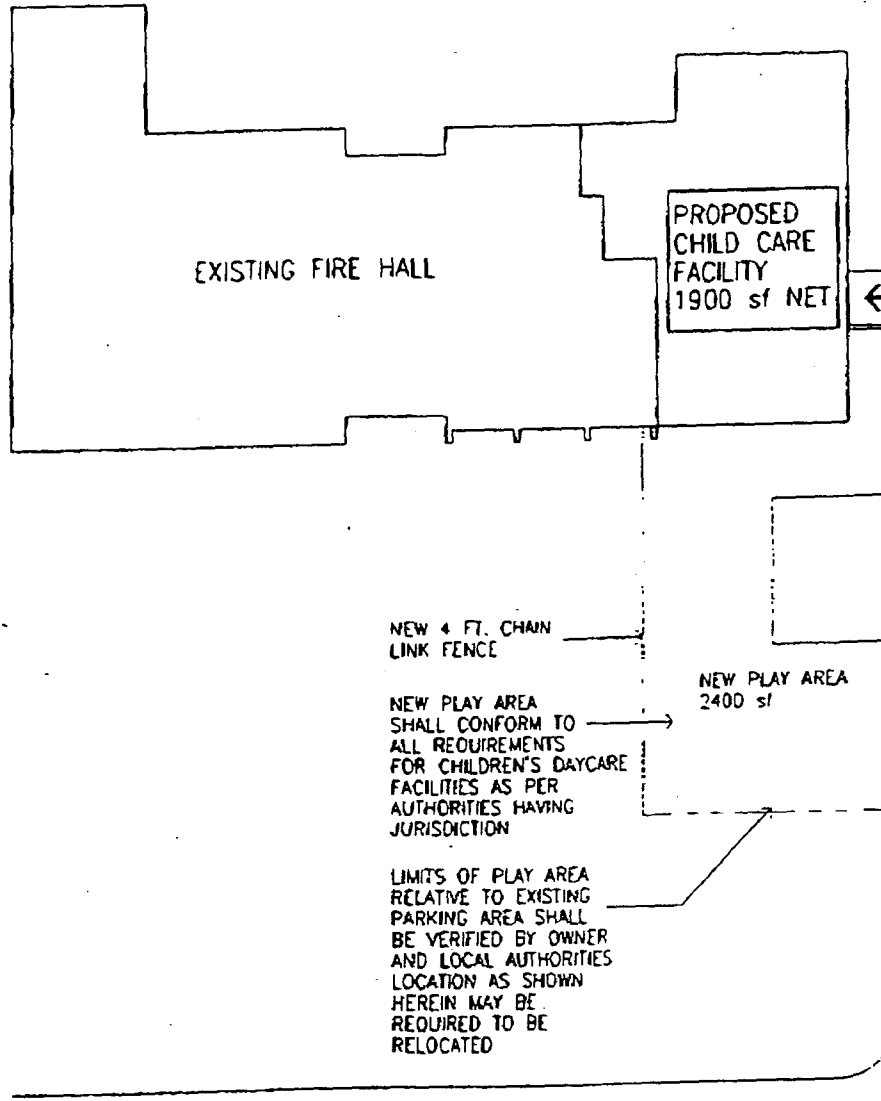 PROPOSED
CHILD CARE
FACILITY
1900 sf NET
EXISTING FIRE HALL
NEW 4 FT. CHAIN
LINK FENCE
NEW PLAY AREA
2400 sf
NEW PLAY AREA
SHALL CONFORM TO
ALL REQUIREMENTS
FOR CHILDREN'S DAYCARE
FACILITIES AS PER
AUTHORITIES HAVING
JURISDICTION
LIMITS OF PLAY AREA
RELATIVE TO EXISTING
PARKING AREA SHALL
BE VERIFIED BY OWNER
AND LOCAL AUTHORITIES
LOCATION AS SHOWN
HEREIN MAY BE
REQUIRED TO BE
RELOCATED